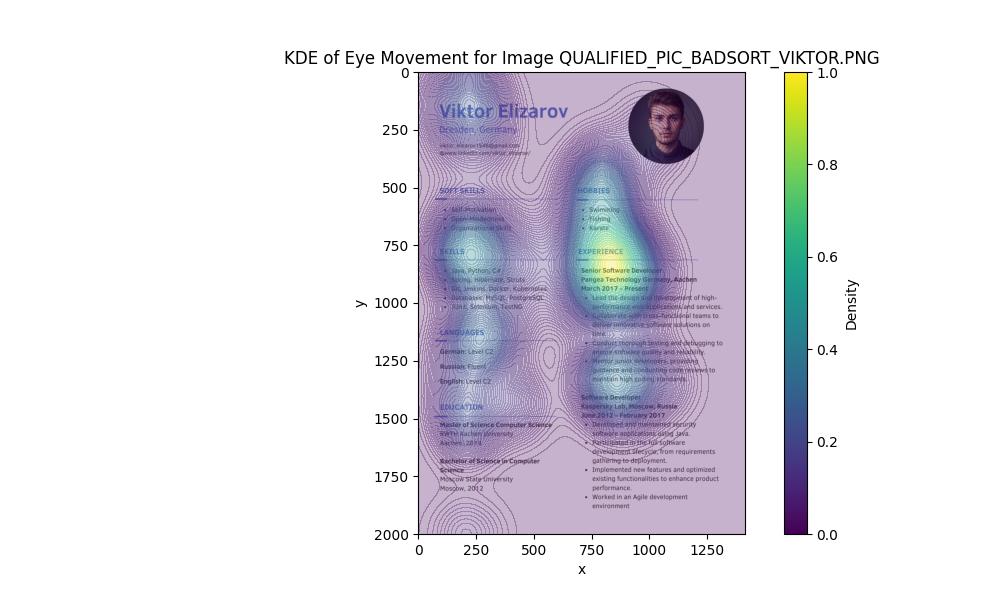 KDE of Eye Movement for Image QUALIFIED_PIC_BADSORT_VIKTOR.PNG
Viktor Elizarov
Dresden, Germany
SOFT SKILLS
Self-Motivation
Open-Mindedness
Organizational Skills
SKILLS
Java, Python, C#
Spring, Hibernate, Struts
Git, Jenkins, Docker, Kubernetes
Databases: MySQL, PostgreSQL
JUnit, Selenium, TestNG
LANGUAGES
German: Level C2
Russian: Fluent
English: Level C2
EDUCATION
Master of Science Computer Science
RWTH Aachen University
Aachen, 2014
Bachelor of Science in Computer
Science
Moscow State University
Moscow, 2012
HOBBIES
Swimming
Fishing
Karate
EXPERIENCE
Senior Software Developer
Pangea Technology Germany, Aachen
March 2017 – Present
Lead the design and development of high-
performance web applications and services.
Collaborate with cross-functional teams to
deliver innovative software solutions on
time.
Conduct thorough testing and debugging to
ensure software quality and reliability.
Mentor junior developers, providing
guidance and conducting code reviews to
maintain high coding standards.
Software Developer
Kaspersky Lab, Moscow, Russia
June 2012 – February 2017
Developed and maintained security
software applications using Java.
Participated in the full software
development lifecycle, from requirements
gathering to deployment.
Implemented new features and optimized
existing functionalities to enhance product
performance.
Worked in an Agile development
environment
0
250
500
750
1000
1250
1500
1750
2000
y
0
250
500
750
1000
1250
x
1.0
0.8
0.6
0.4
0.2
0.0
Density